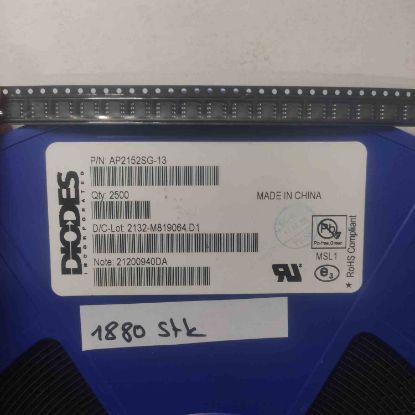 DIODES
INCORPORATED
P/N: AP2152SG-13
Qty: 2500
MADE IN CHINA
D/C-Lot: 2132-M819064.D1
Note: 21200940DA
Pb
Pb-free, Green
MSL1
e3
RoHS Compliant
1880 Stk